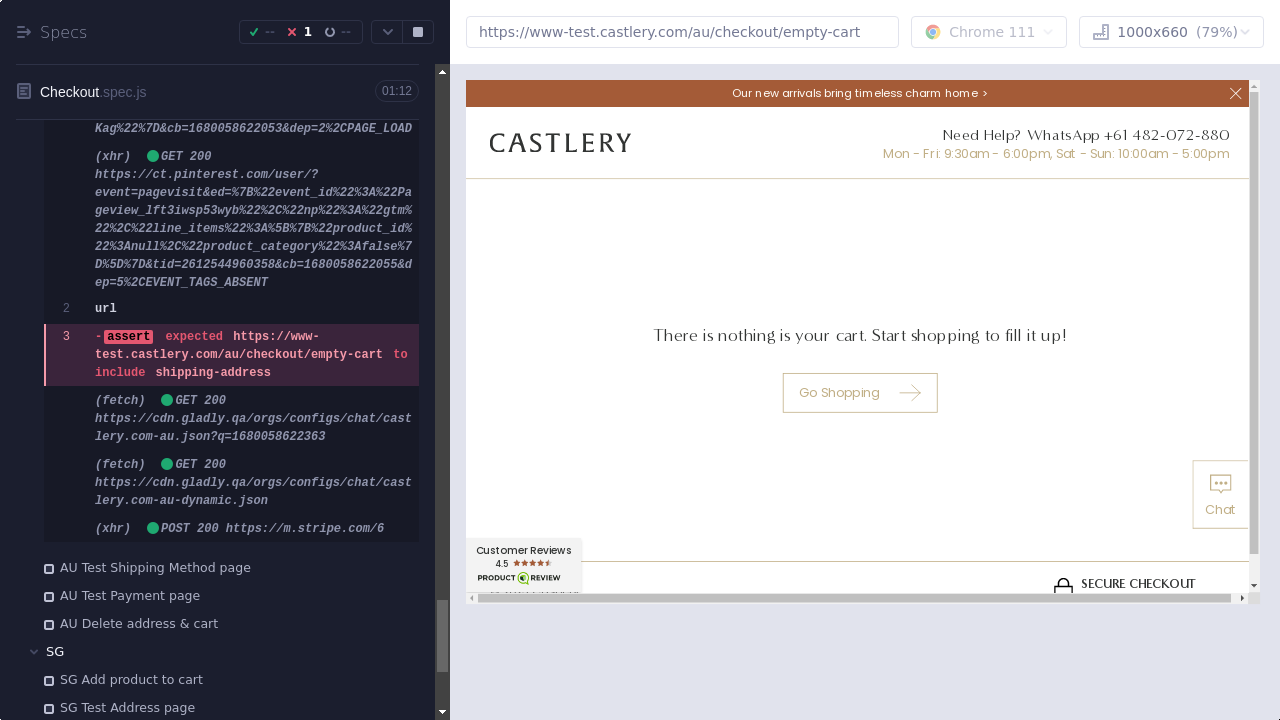 Specs
--
1
--
Checkout.spec.js
01:12
Kag%22%7D&cb=1680058622053&dep=2%2CPAGE_LOAD
(xhr) GET 200
https://ct.pinterest.com/user/?
event=pagevisit&ed=%7B%22event_id%22%3A%22Pa
geview_lft3iwsp53wyb%22%2C%22np%22%3A%22gtm%
22%2C%22line_items%22%3A%5B%7B%22product_id%
22%3Anull%2C%22product_category%22%3Afalse%7
D%5D%7D&tid=2612544960358&cb=1680058622055&d
ep=5%2CEVENT_TAGS_ABSENT
2 url
3 -assert expected https://www-
test.castlery.com/au/checkout/empty-cart to
include shipping-address
(fetch) GET 200
https://cdn.gladly.qa/orgs/configs/chat/cast
lery.com-au.json?q=1680058622363
(fetch) GET 200
https://cdn.gladly.qa/orgs/configs/chat/cast
lery.com-au-dynamic.json
(xhr) POST 200 https://m.stripe.com/6
AU Test Shipping Method page
AU Test Payment page
AU Delete address & cart
SG
SG Add product to cart
SG Test Address page
https://www-test.castlery.com/au/checkout/empty-cart
Chrome 111
1000x660 (79%)
Our new arrivals bring timeless charm home >
CASTLERY
Need Help? WhatsApp +61 482-072-880
Mon - Fri: 9:30am - 6:00pm, Sat - Sun: 10:00am - 5:00pm
There is nothing is your cart. Start shopping to fill it up!
Go Shopping
Chat
Customer Reviews
4.5
PRODUCT REVIEW
SECURE CHECKOUT